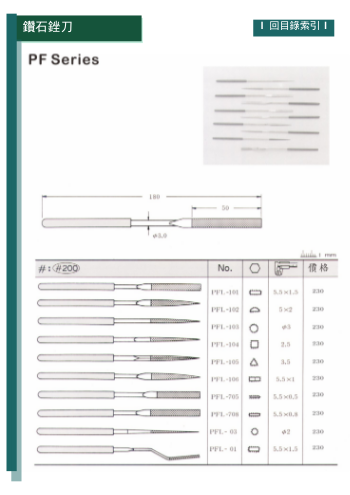 鑽石銼刀
I 回目錄索引 I
PF Series
180
50
ø3.0
: mm
# : #200
No.
價格
PFL-101 5.5×1.5 230
PFL-102 5×2 230
PFL-103 ø5 230
PFL-104 2.5 230
PFL-105 3.5 230
PFL-106 5.5×1 230
PFL-705 5.5×0.5 230
PFL-708 5.5×0.8 230
PFL- 03 ø2 230
PFL- 01 5.5×1.5 230